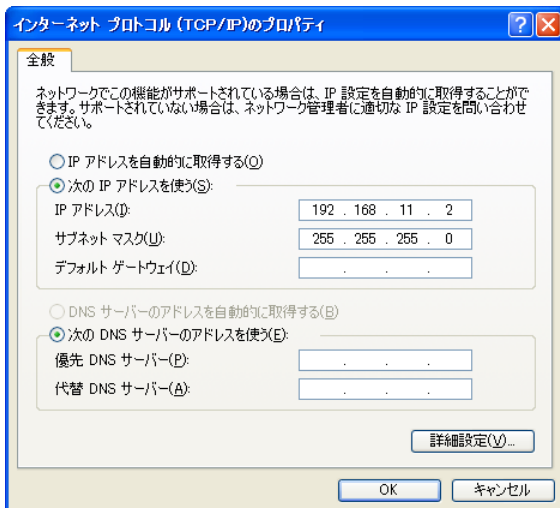 インターネット プロトコル (TCP/IP)のプロパティ
全般
ネットワークでこの機能がサポートされている場合は、IP 設定を自動的に取得することがで
きます。サポートされていない場合は、ネットワーク管理者に適切な IP 設定を問い合わせ
てください。
IP アドレスを自動的に取得する(O)
次の IP アドレスを使う(S):
IP アドレス(I): 192 . 168 . 11 . 2
サブネット マスク(U): 255 . 255 . 255 . 0
デフォルト ゲートウェイ(D): . . .
DNS サーバーのアドレスを自動的に取得する(B)
次の DNS サーバーのアドレスを使う(E):
優先 DNS サーバー(P): . . .
代替 DNS サーバー(A): . . .
詳細設定(V)...
OK キャンセル